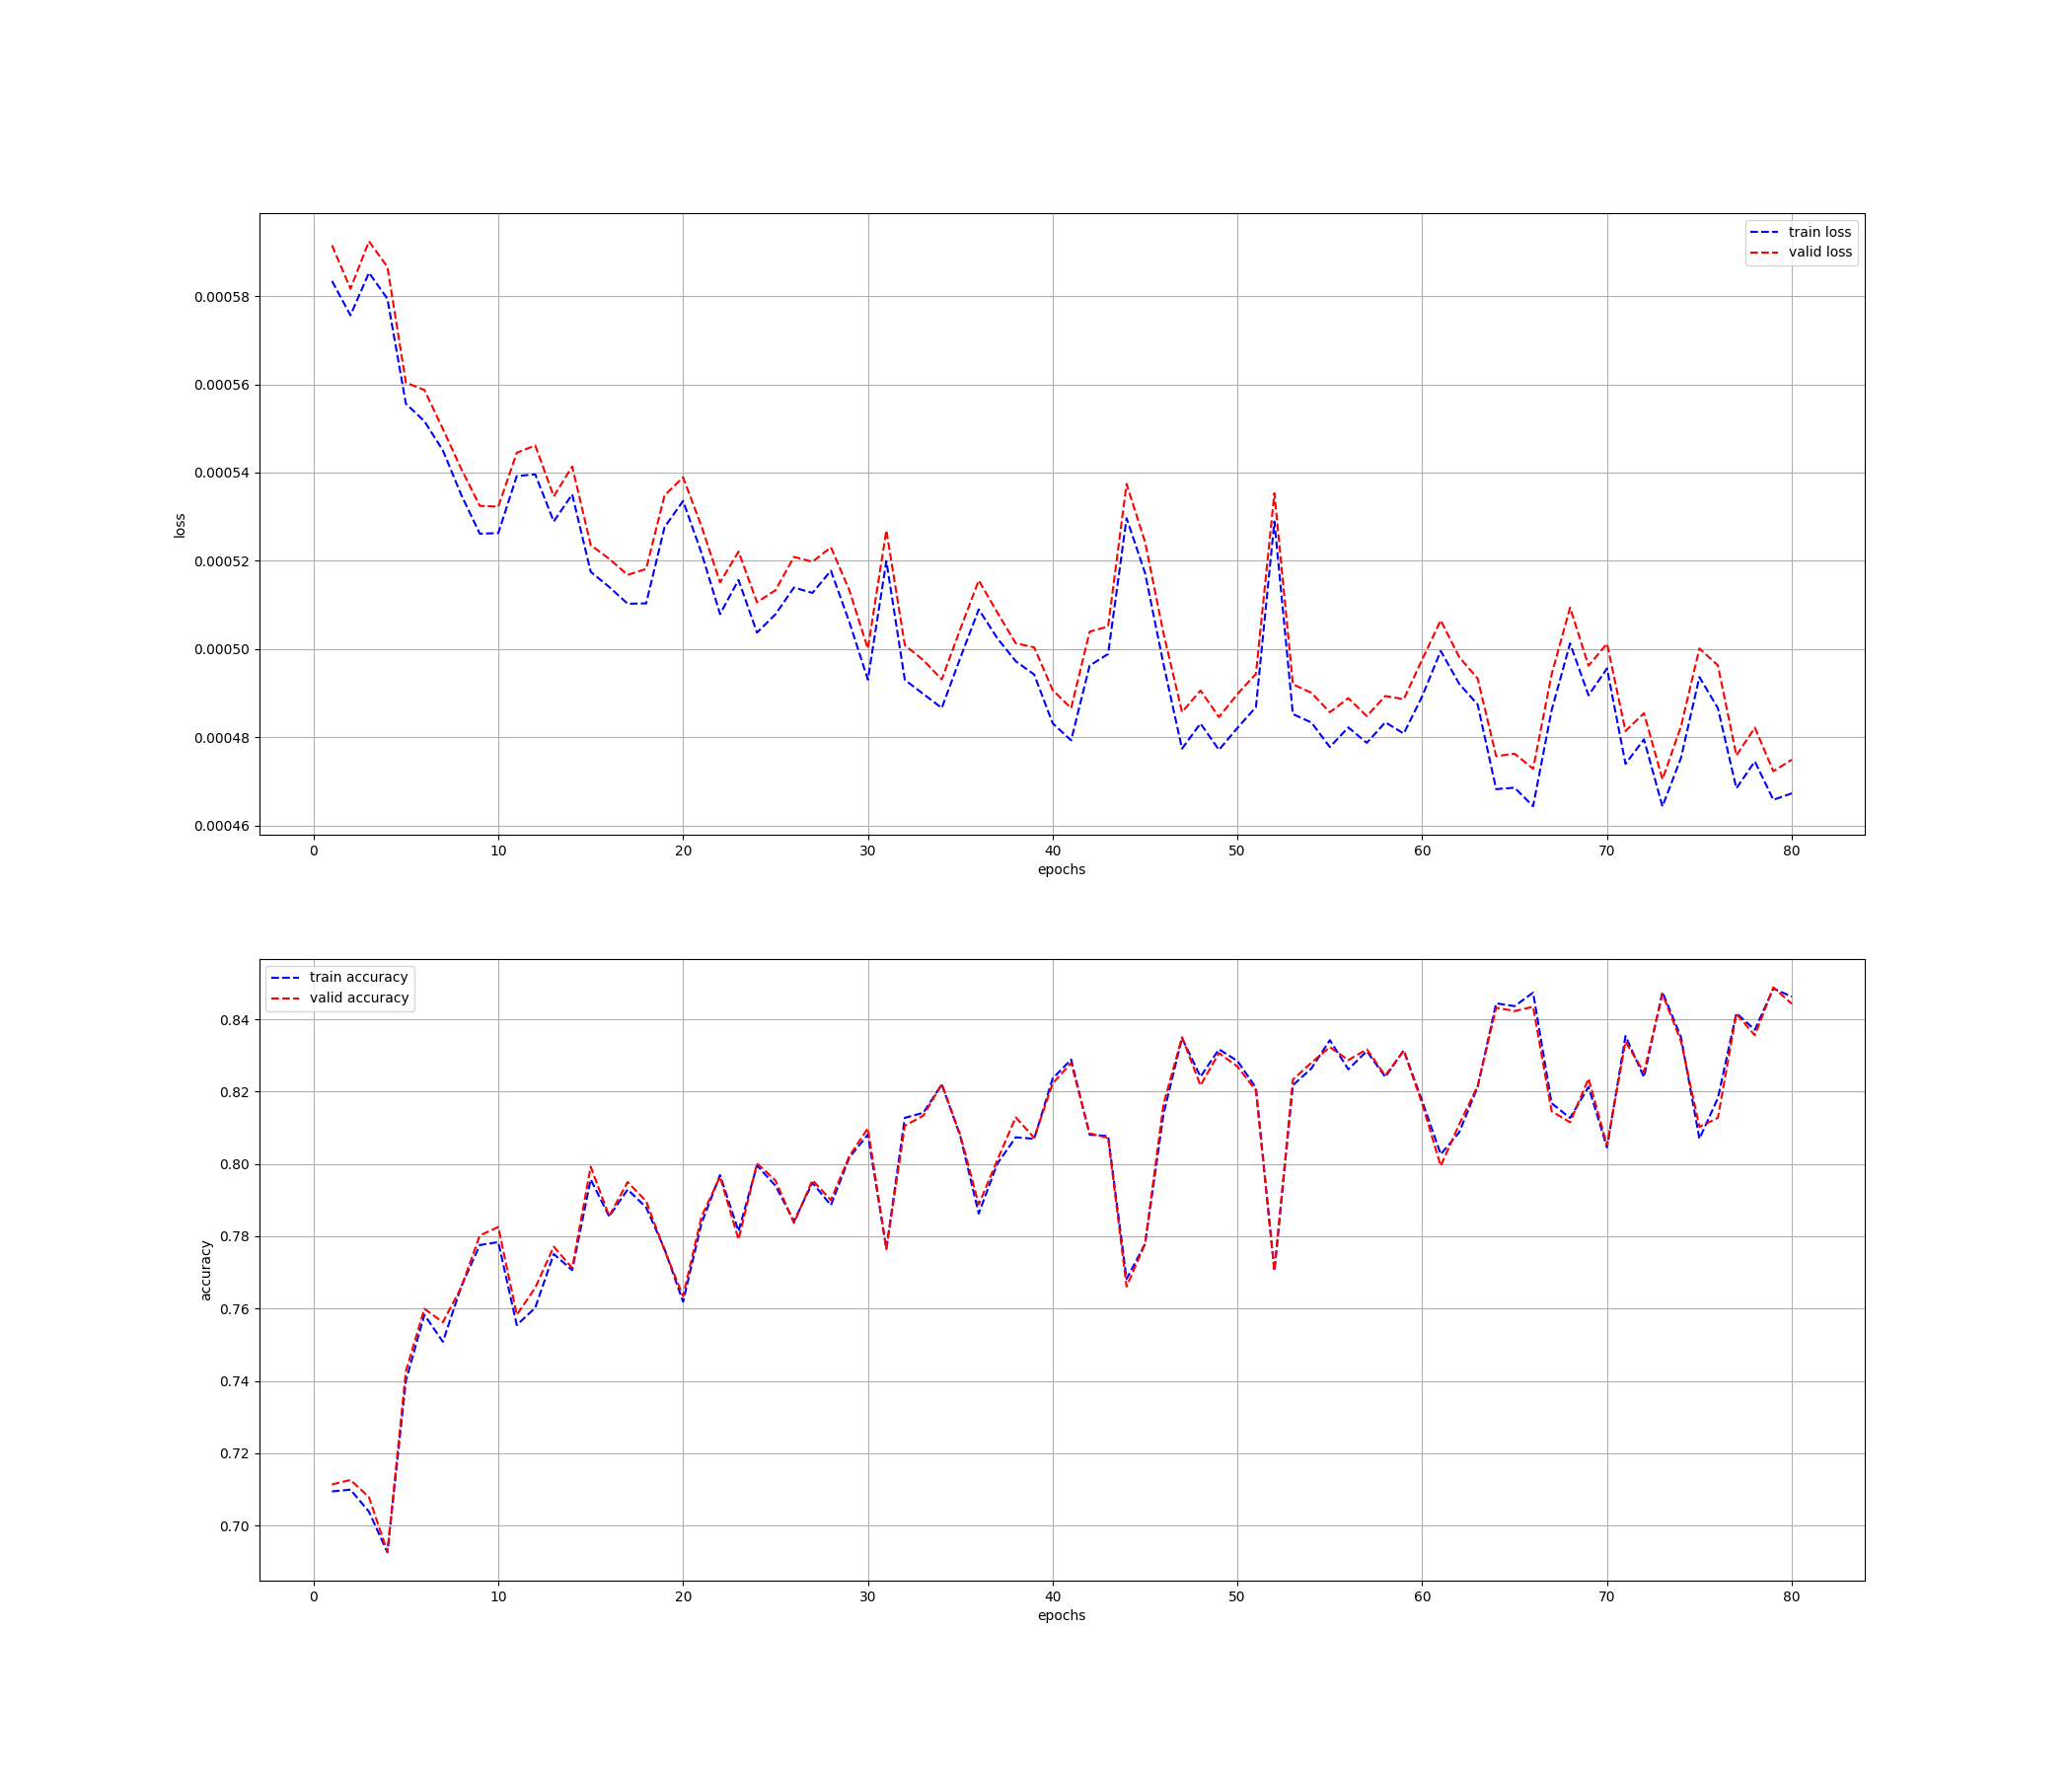 train loss
valid loss
0.00058
0.00056
0.00054
0.00052
0.00050
0.00048
0.00046
loss
0 10 20 30 40 50 60 70 80
epochs
train accuracy
valid accuracy
0.84
0.82
0.80
0.78
0.76
0.74
0.72
0.70
accuracy
0 10 20 30 40 50 60 70 80
epochs